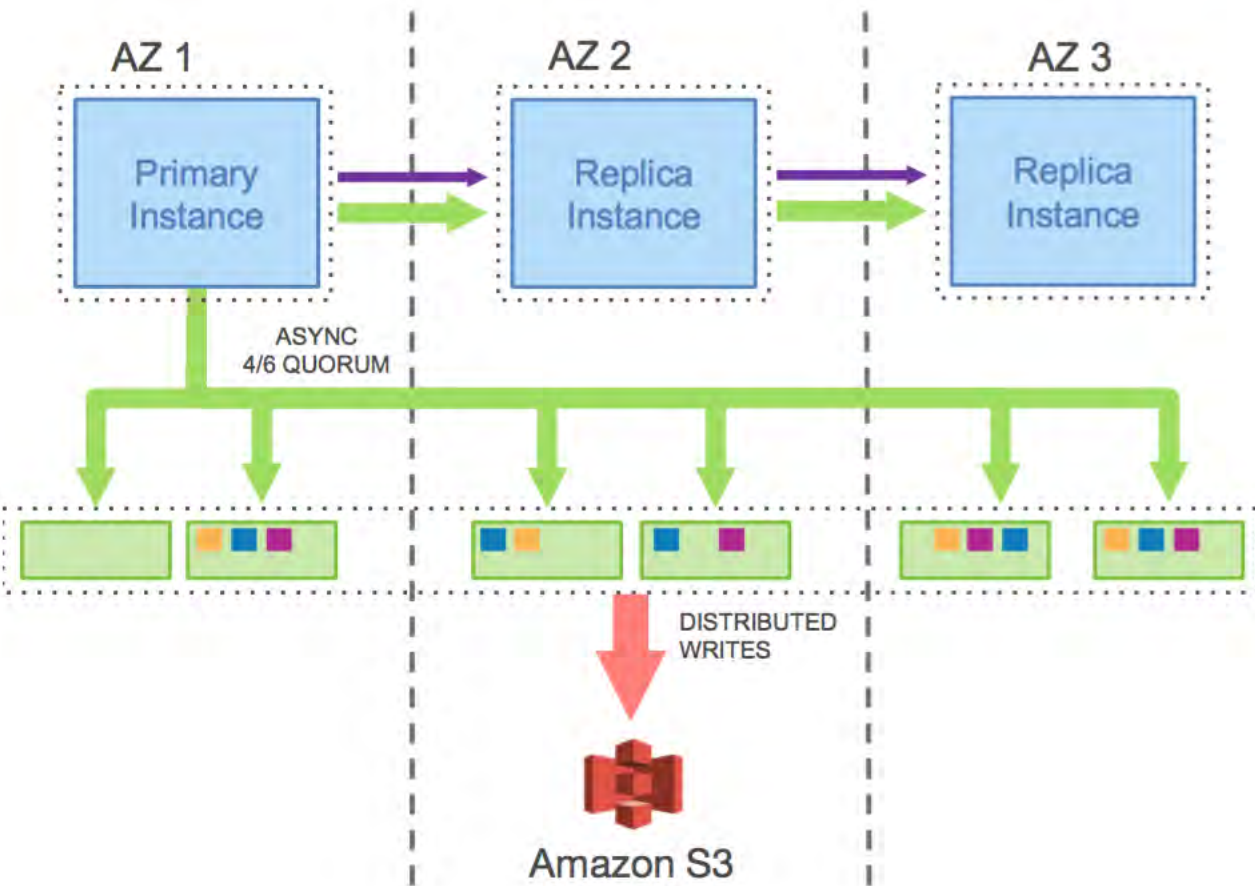 AZ 1
AZ 2
AZ 3
Primary
Instance
Replica
Instance
Replica
Instance
ASYNC
4/6 QUORUM
DISTRIBUTED
WRITES
Amazon S3